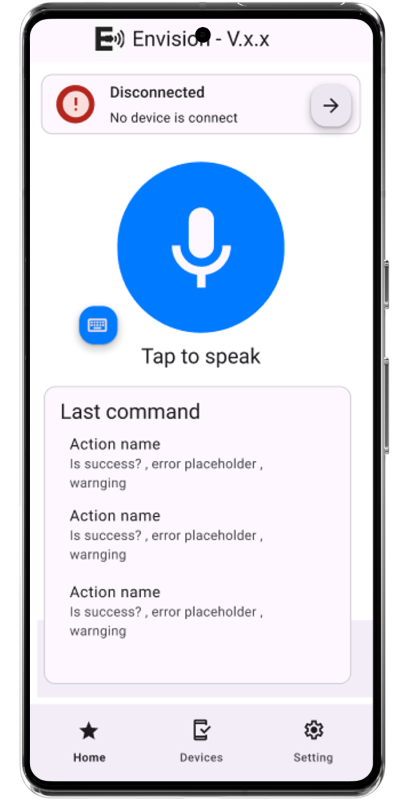 Envision - V.x.x
Disconnected
No device is connect
Tap to speak
Last command
Action name
Is success? , error placeholder ,
warnging
Action name
Is success? , error placeholder ,
warnging
Action name
Is success? , error placeholder ,
warnging
Home
Devices
Setting